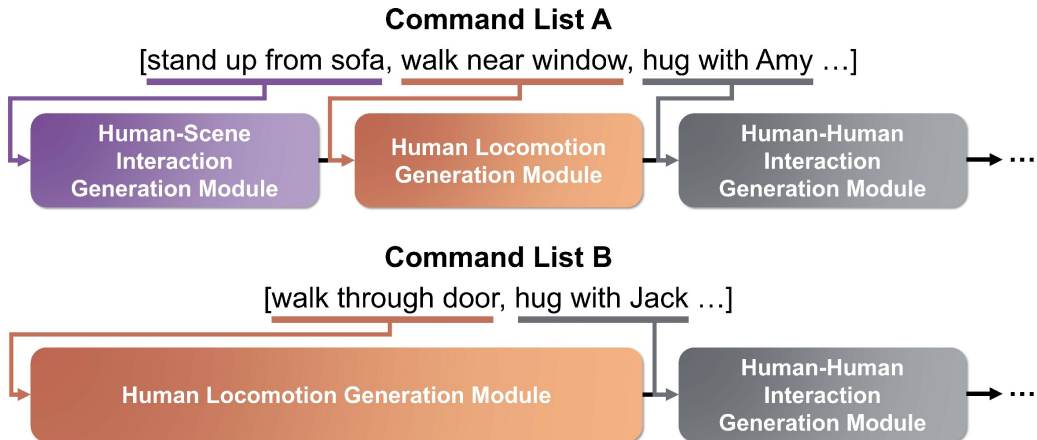 Command List A
[stand up from sofa, walk near window, hug with Amy ...]
Human-Scene
Interaction
Generation Module
Human Locomotion
Generation Module
Human-Human
Interaction
Generation Module
...
Command List B
[walk through door, hug with Jack ...]
Human Locomotion Generation Module
Human-Human
Interaction
Generation Module
...